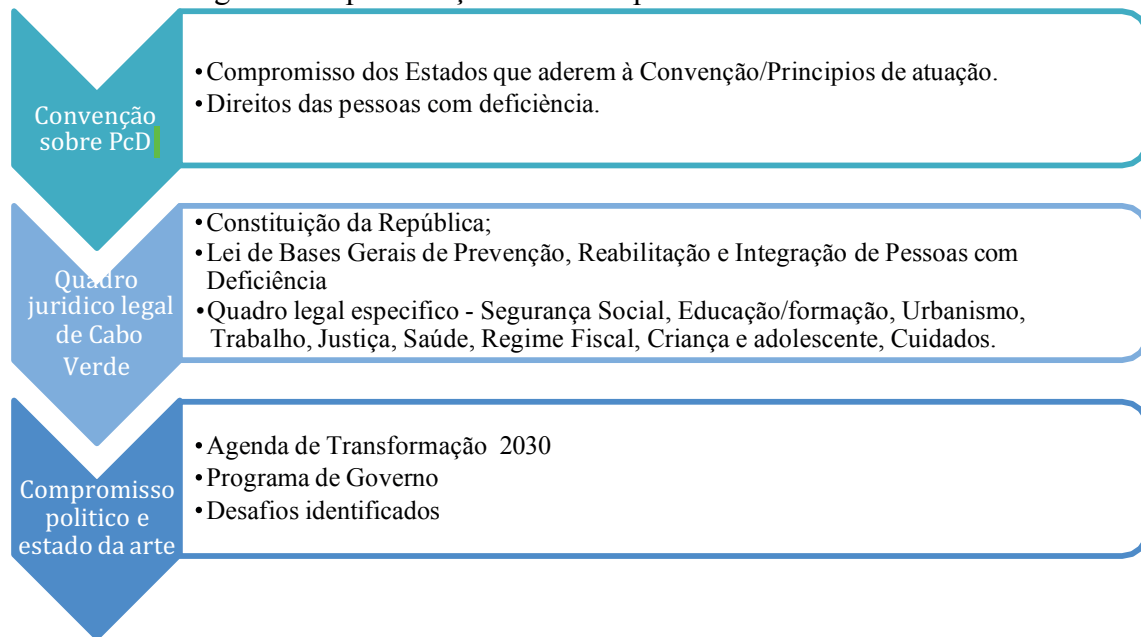 Convenção
sobre PcD
•Compromisso dos Estados que aderem à Convenção/Principios de atuação.
•Direitos das pessoas com deficiència.
Quadro
juridico legal
de Cabo
Verde
•Constituição da República;
•Lei de Bases Gerais de Prevenção, Reabilitação e Integração de Pessoas com
Deficiência
•Quadro legal especifico - Segurança Social, Educação/formação, Urbanismo,
Trabalho, Justiça, Saúde, Regime Fiscal, Criança e adolescente, Cuidados.
Compromisso
politico e
estado da arte
•Agenda de Transformação 2030
•Programa de Governo
•Desafios identificados